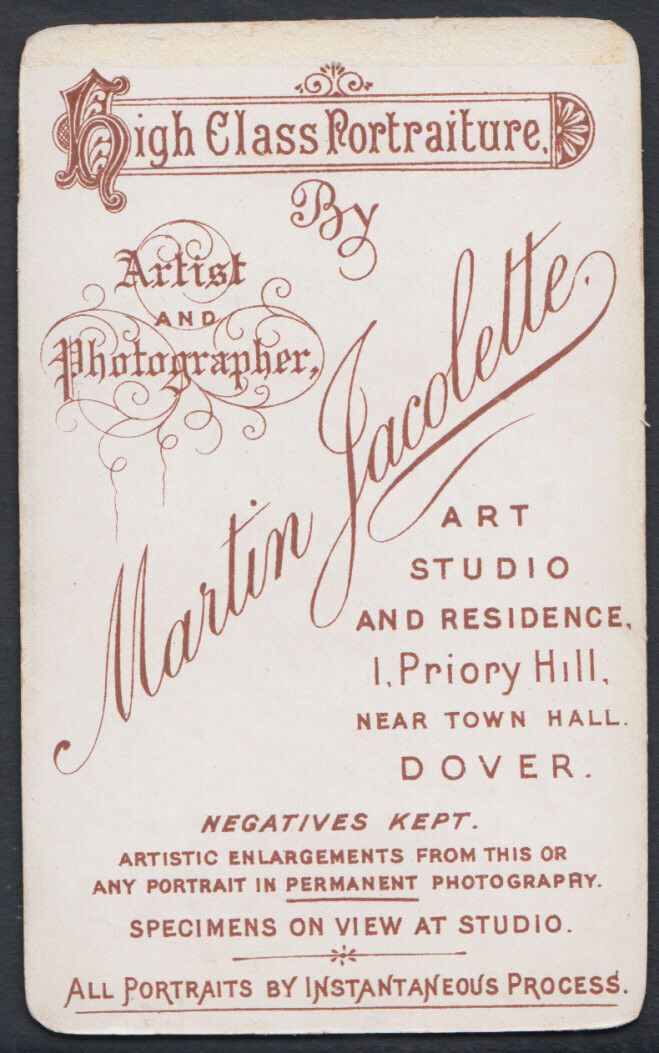 High Class Portraiture.
By
Artist
AND
Photographer,
Martin Jacolette.
ART
STUDIO
AND RESIDENCE,
1, Priory Hill,
NEAR TOWN HALL.
DOVER.
NEGATIVES KEPT.
ARTISTIC ENLARGEMENTS FROM THIS OR
ANY PORTRAIT IN PERMANENT PHOTOGRAPHY.
SPECIMENS ON VIEW AT STUDIO.
ALL PORTRAITS BY INSTANTANEOUS PROCESS.